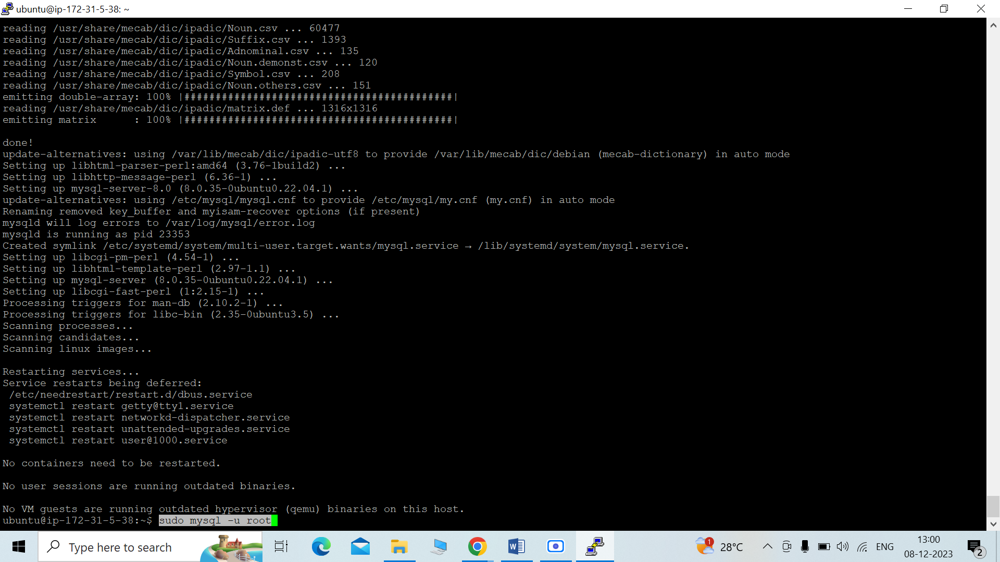 ubuntu@ip-172-31-5-38: ~
reading /usr/share/mecab/dic/ipadic/Noun.csv ... 60477
reading /usr/share/mecab/dic/ipadic/Suffix.csv ... 1393
reading /usr/share/mecab/dic/ipadic/Adnominal.csv ... 135
reading /usr/share/mecab/dic/ipadic/Noun.demonst.csv ... 120
reading /usr/share/mecab/dic/ipadic/Symbol.csv ... 208
reading /usr/share/mecab/dic/ipadic/Noun.others.csv ... 151
emitting double-array: 100% |###########################################|
reading /usr/share/mecab/dic/ipadic/matrix.def ... 1316x1316
emitting matrix      : 100% |###########################################|
done!
update-alternatives: using /var/lib/mecab/dic/ipadic-utf8 to provide /var/lib/mecab/dic/debian (mecab-dictionary) in auto mode
Setting up libhtml-parser-perl:amd64 (3.76-1build2) ...
Setting up libhttp-message-perl (6.36-1) ...
Setting up mysql-server-8.0 (8.0.35-0ubuntu0.22.04.1) ...
update-alternatives: using /etc/mysql/mysql.cnf to provide /etc/mysql/my.cnf (my.cnf) in auto mode
Renaming removed key_buffer and myisam-recover options (if present)
mysqld will log errors to /var/log/mysql/error.log
mysqld is running as pid 23353
Created symlink /etc/systemd/system/multi-user.target.wants/mysql.service → /lib/systemd/system/mysql.service.
Setting up libcgi-pm-perl (4.54-1) ...
Setting up libhtml-template-perl (2.97-1.1) ...
Setting up mysql-server (8.0.35-0ubuntu0.22.04.1) ...
Setting up libcgi-fast-perl (1:2.15-1) ...
Processing triggers for man-db (2.10.2-1) ...
Processing triggers for libc-bin (2.35-0ubuntu3.5) ...
Scanning processes...
Scanning candidates...
Scanning linux images...
Restarting services...
Service restarts being deferred:
 /etc/needrestart/restart.d/dbus.service
 systemctl restart getty@tty1.service
 systemctl restart networkd-dispatcher.service
 systemctl restart unattended-upgrades.service
 systemctl restart user@1000.service
No containers need to be restarted.
No user sessions are running outdated binaries.
No VM guests are running outdated hypervisor (qemu) binaries on this host.
ubuntu@ip-172-31-5-38:~$ sudo mysql -u root
Type here to search
1
28°C
ENG
13:00
08-12-2023
2